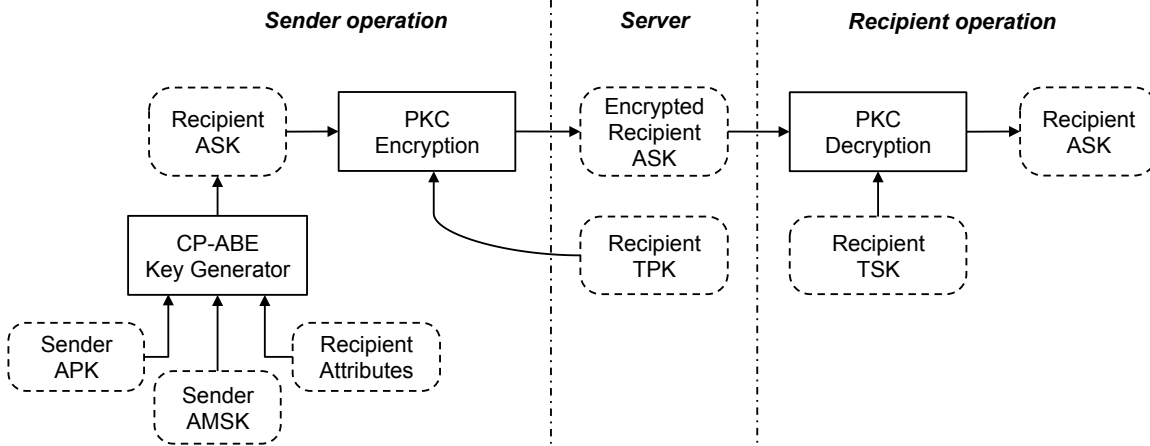 Sender operation
Server
Recipient operation
Recipient
ASK
PKC
Encryption
Encrypted
Recipient
ASK
PKC
Decryption
Recipient
ASK
CP-ABE
Key Generator
Recipient
TPK
Recipient
TSK
Sender
APK
Sender
AMSK
Recipient
Attributes